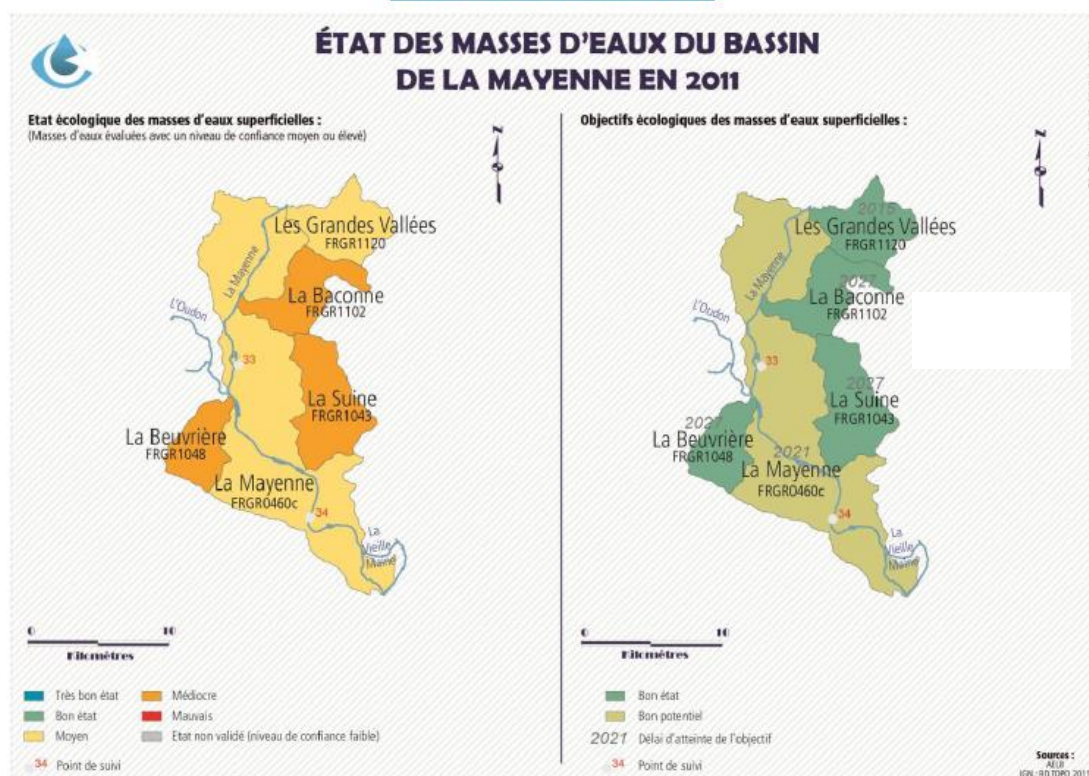 ÉTAT DES MASSES D'EAUX DU BASSIN
DE LA MAYENNE EN 2011
Etat écologique des masses d'eaux superficielles :
(Masses d'eaux évaluées avec un niveau de confiance moyen ou élevé)
N
Les Grandes Vallées
FRGR1120
La Mayenne
La Baconne
FRGR1102
L'Oudon
33
La Suine
FRGR1043
La Beuvrière
FRGR1048
La Mayenne
FRGR0460c
34
La
Vieille
Maine
0 10
Kilomètres
Très bon état
Bon état
Moyen
Médiocre
Mauvais
Etat non validé (niveau de confiance faible)
34 Point de suivi
Objectifs écologiques des masses d'eaux superficielles :
N
2015
Les Grandes Vallées
FRGR1120
La Mayenne
2027
La Baconne
FRGR1102
L'Oudon
33
2027
La Suine
FRGR1043
2027
La Beuvrière
FRGR1048
2021
La Mayenne
FRGR0460c
34
La
Vieille
Maine
0 10
Kilomètres
Bon état
Bon potentiel
2021 Délai d'atteinte de l'objectif
34 Point de suivi
Sources :
AELB
IGN : BD TOPO